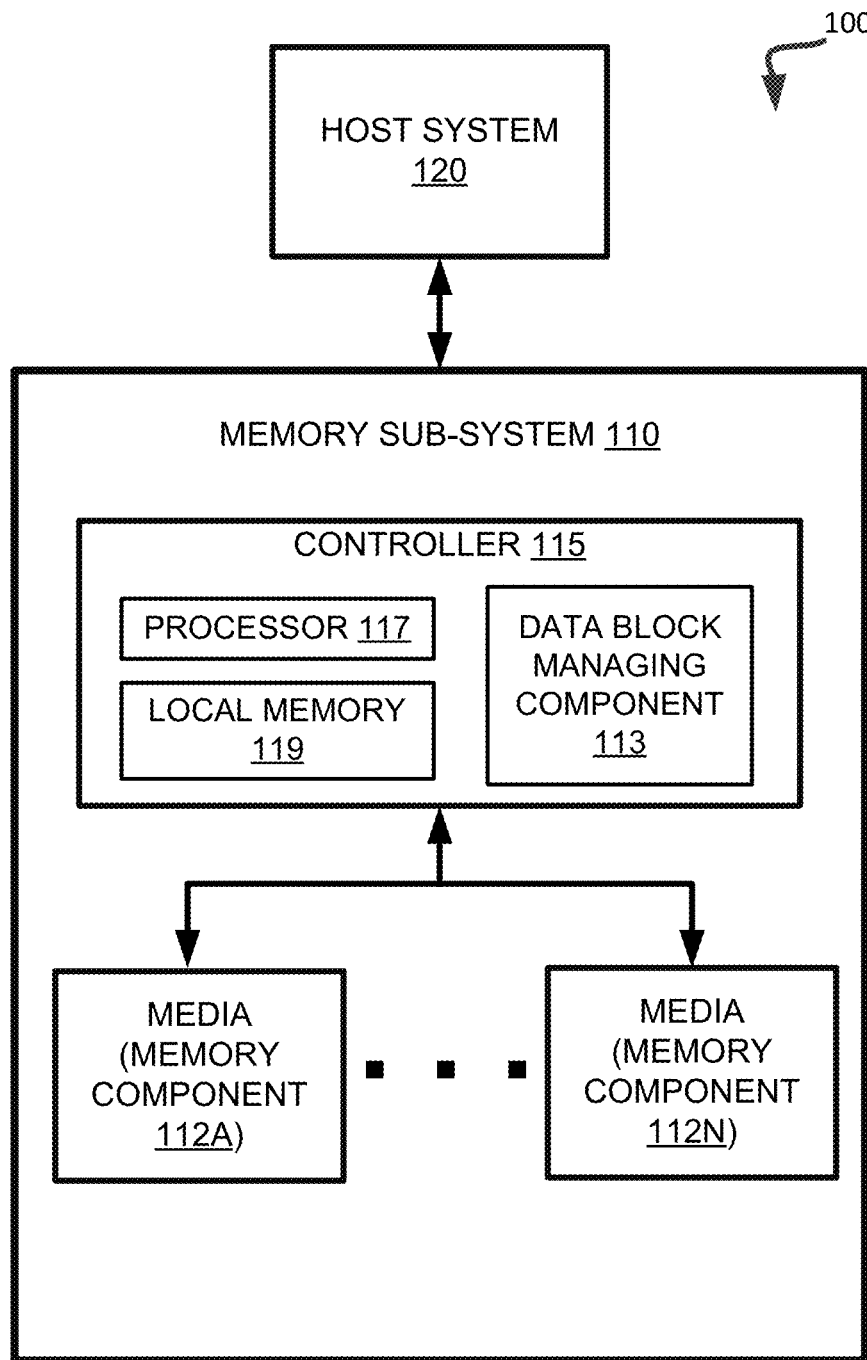 100
HOST SYSTEM
120
MEMORY SUB-SYSTEM 110
CONTROLLER 115
PROCESSOR 117
LOCAL MEMORY
119
DATA BLOCK
MANAGING
COMPONENT
113
MEDIA
(MEMORY
COMPONENT
112A)
MEDIA
(MEMORY
COMPONENT
112N)